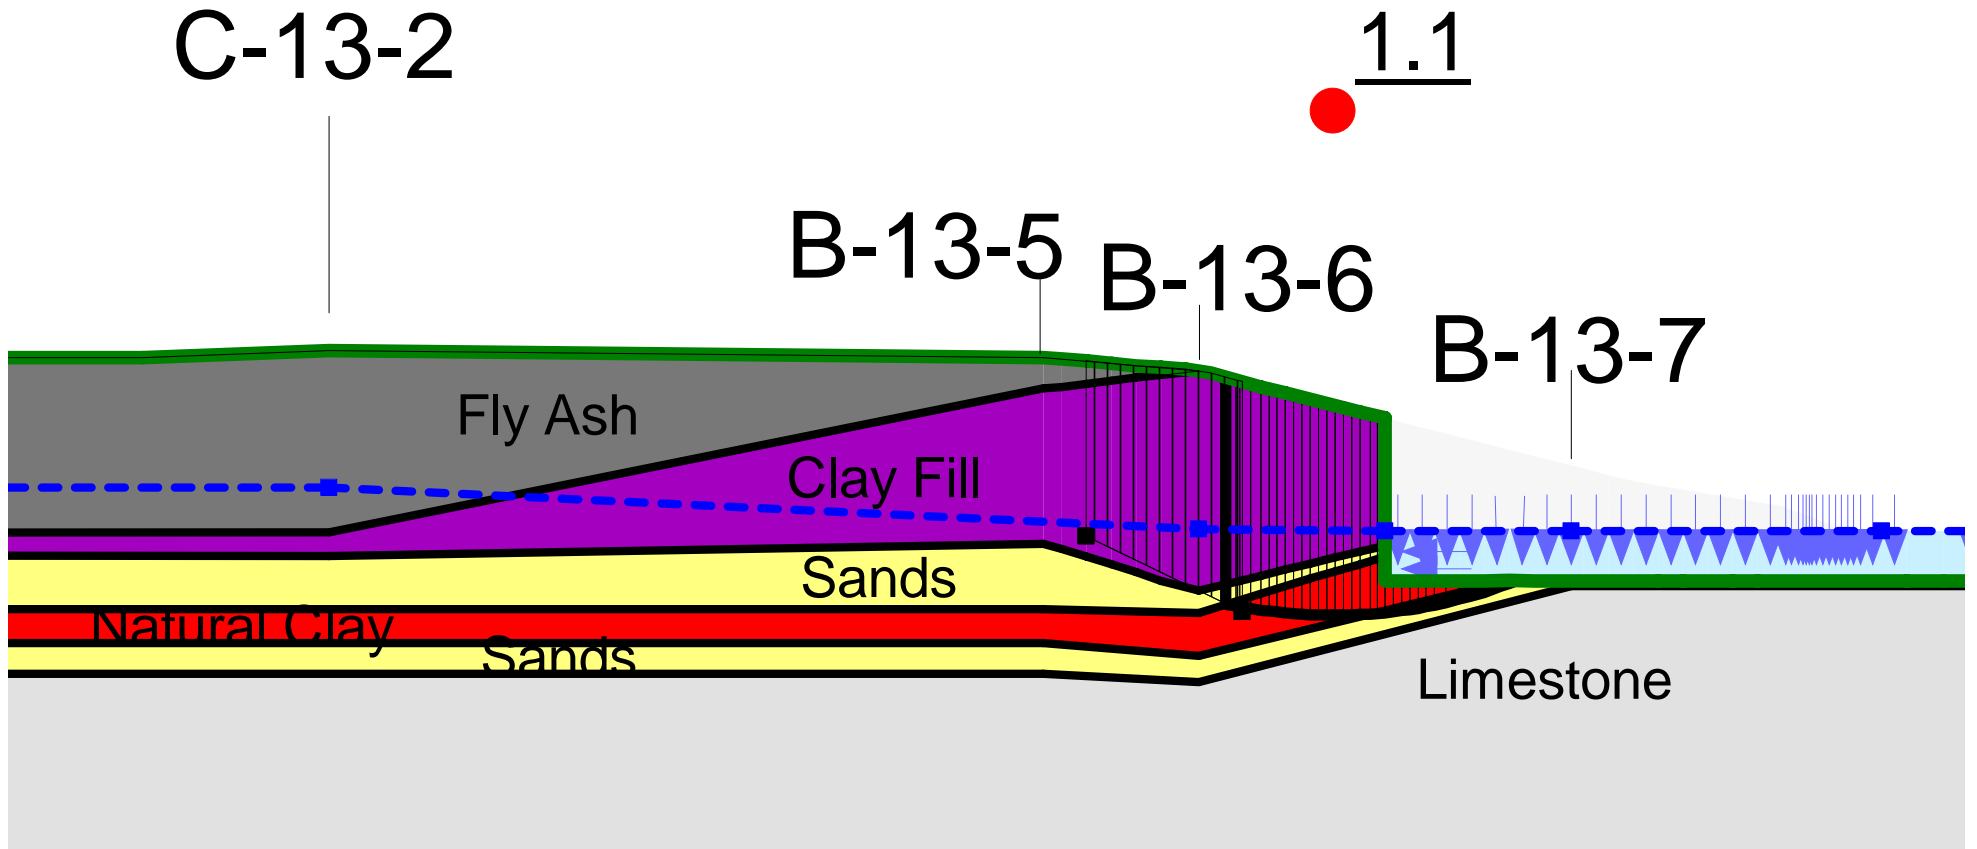 C-13-2
1.1
B-13-5
B-13-6
B-13-7
Fly Ash
Clay Fill
Sands
Natural Clay
Sands
Limestone